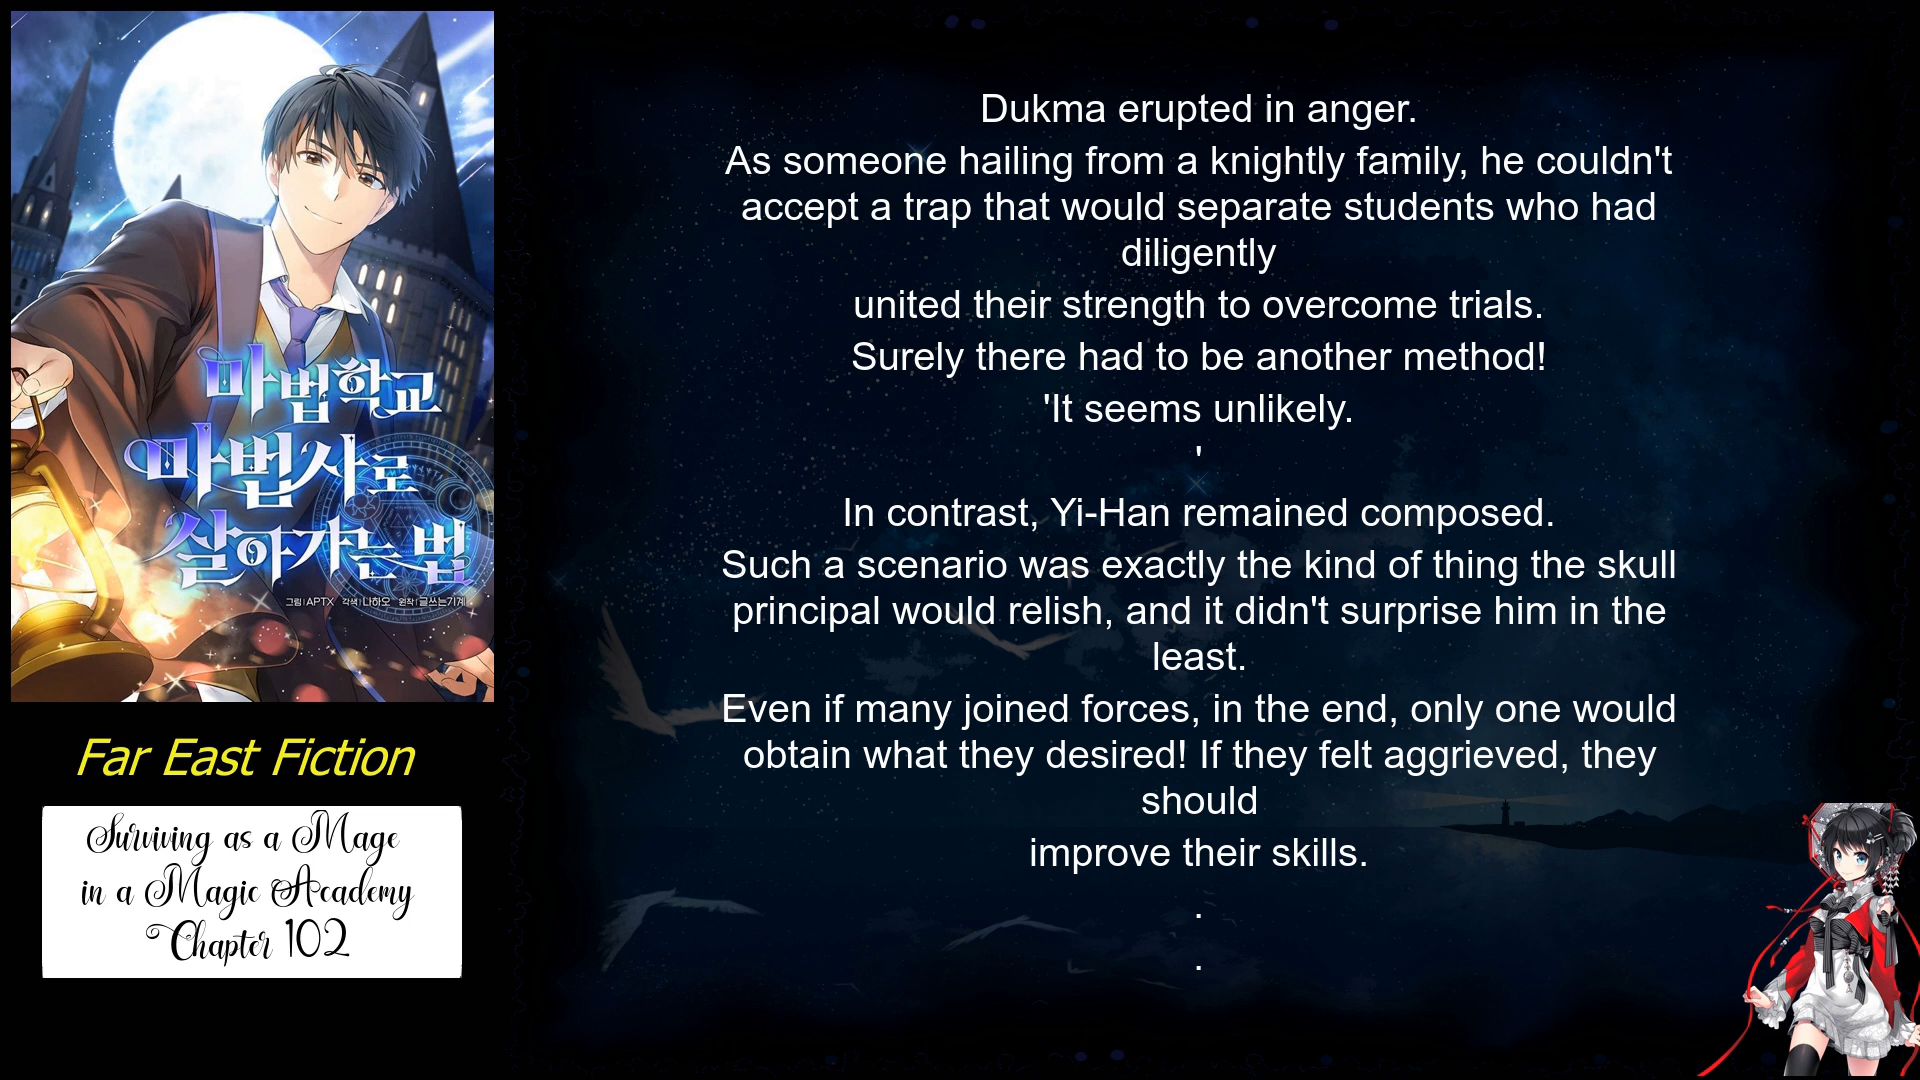 마법학교
마법사로
살아가는 법
그림|APTX 각색|나하오 원작|글쓰는기계
Far East Fiction
Surviving as a Mage
in a Magic Academy
Chapter 102
Dukma erupted in anger.
As someone hailing from a knightly family, he couldn't
accept a trap that would separate students who had
diligently
united their strength to overcome trials.
Surely there had to be another method!
'It seems unlikely.
'
In contrast, Yi-Han remained composed.
Such a scenario was exactly the kind of thing the skull
principal would relish, and it didn't surprise him in the
least.
Even if many joined forces, in the end, only one would
obtain what they desired! If they felt aggrieved, they
should
improve their skills.
.
.